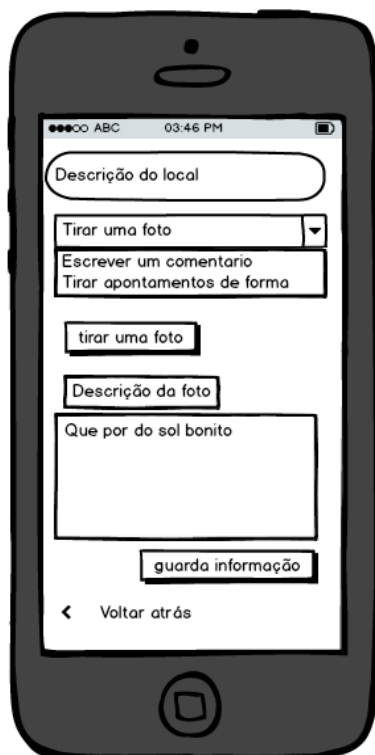 ABC 03:46 PM
Descrição do local
Tirar uma foto
Escrever um comentario
Tirar apontamentos de forma
tirar uma foto
Descrição da foto
Que por do sol bonito
guarda informação
Voltar atrás